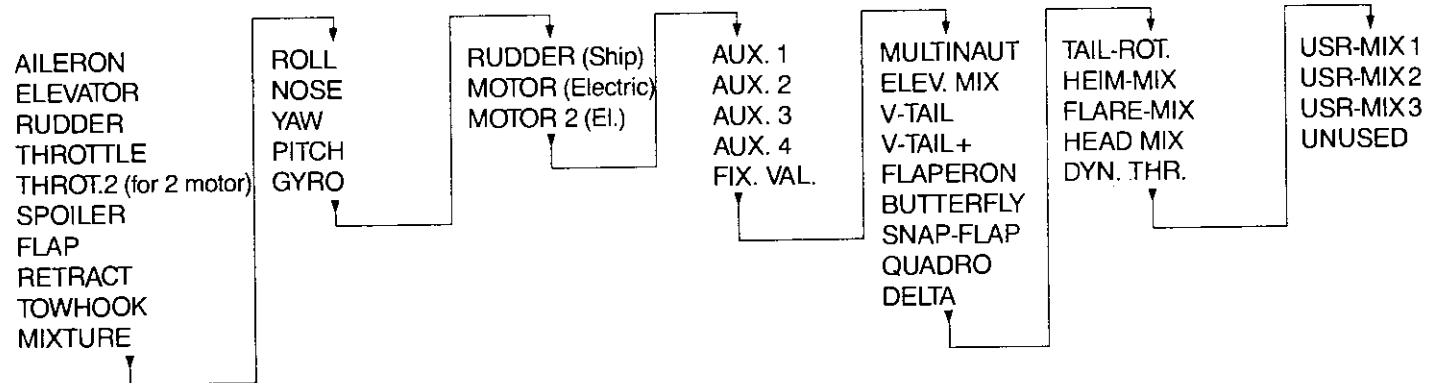 AILERON
ELEVATOR
RUDDER
THROTTLE
THROT.2 (for 2 motor)
SPOILER
FLAP
RETRACT
TOWHOOK
MIXTURE
ROLL
NOSE
YAW
PITCH
GYRO
RUDDER (Ship)
MOTOR (Electric)
MOTOR 2 (El.)
AUX. 1
AUX. 2
AUX. 3
AUX. 4
FIX. VAL.
MULTINAUT
ELEV. MIX
V-TAIL
V-TAIL+
FLAPERON
BUTTERFLY
SNAP-FLAP
QUADRO
DELTA
TAIL-ROT.
HEIM-MIX
FLARE-MIX
HEAD MIX
DYN. THR.
USR-MIX 1
USR-MIX 2
USR-MIX 3
UNUSED